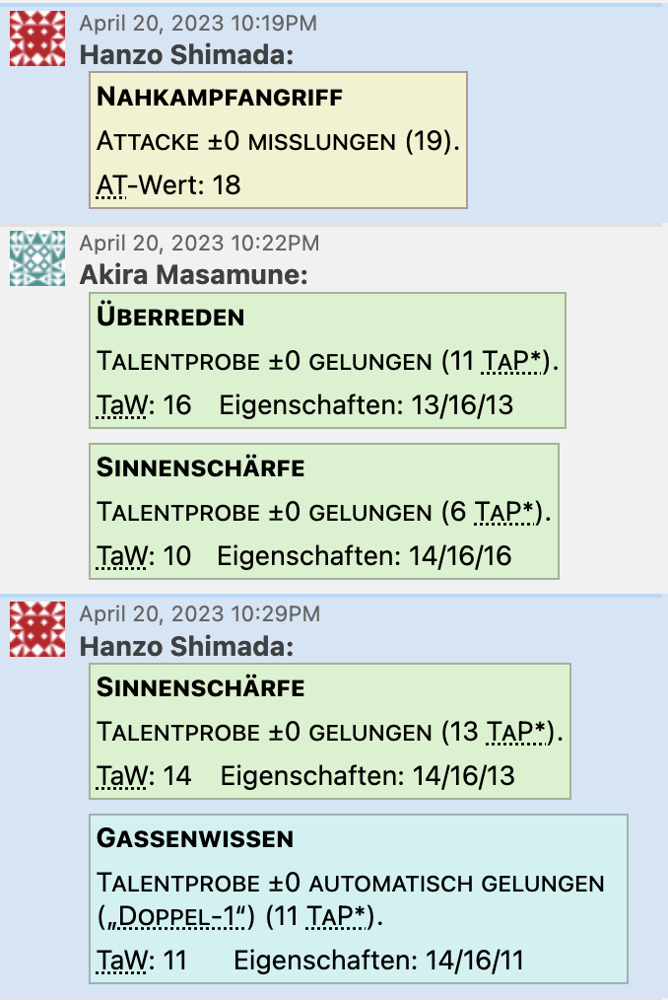 April 20, 2023 10:19PM
Hanzo Shimada:
NAHKAMPFANGRIFF
ATTACKE ±0 MISSLUNGEN (19).
AT-Wert: 18
April 20, 2023 10:22PM
Akira Masamune:
ÜBERREDEN
TALENTPROBE ±0 GELUNGEN (11 TAP*).
TaW: 16 Eigenschaften: 13/16/13
SINNENSCHÄRFE
TALENTPROBE ±0 GELUNGEN (6 TAP*).
TaW: 10 Eigenschaften: 14/16/16
April 20, 2023 10:29PM
Hanzo Shimada:
SINNENSCHÄRFE
TALENTPROBE ±0 GELUNGEN (13 TAP*).
TaW: 14 Eigenschaften: 14/16/13
GASSENWISSEN
TALENTPROBE ±0 AUTOMATISCH GELUNGEN
(„DOPPEL-1“) (11 TAP*).
TaW: 11 Eigenschaften: 14/16/11